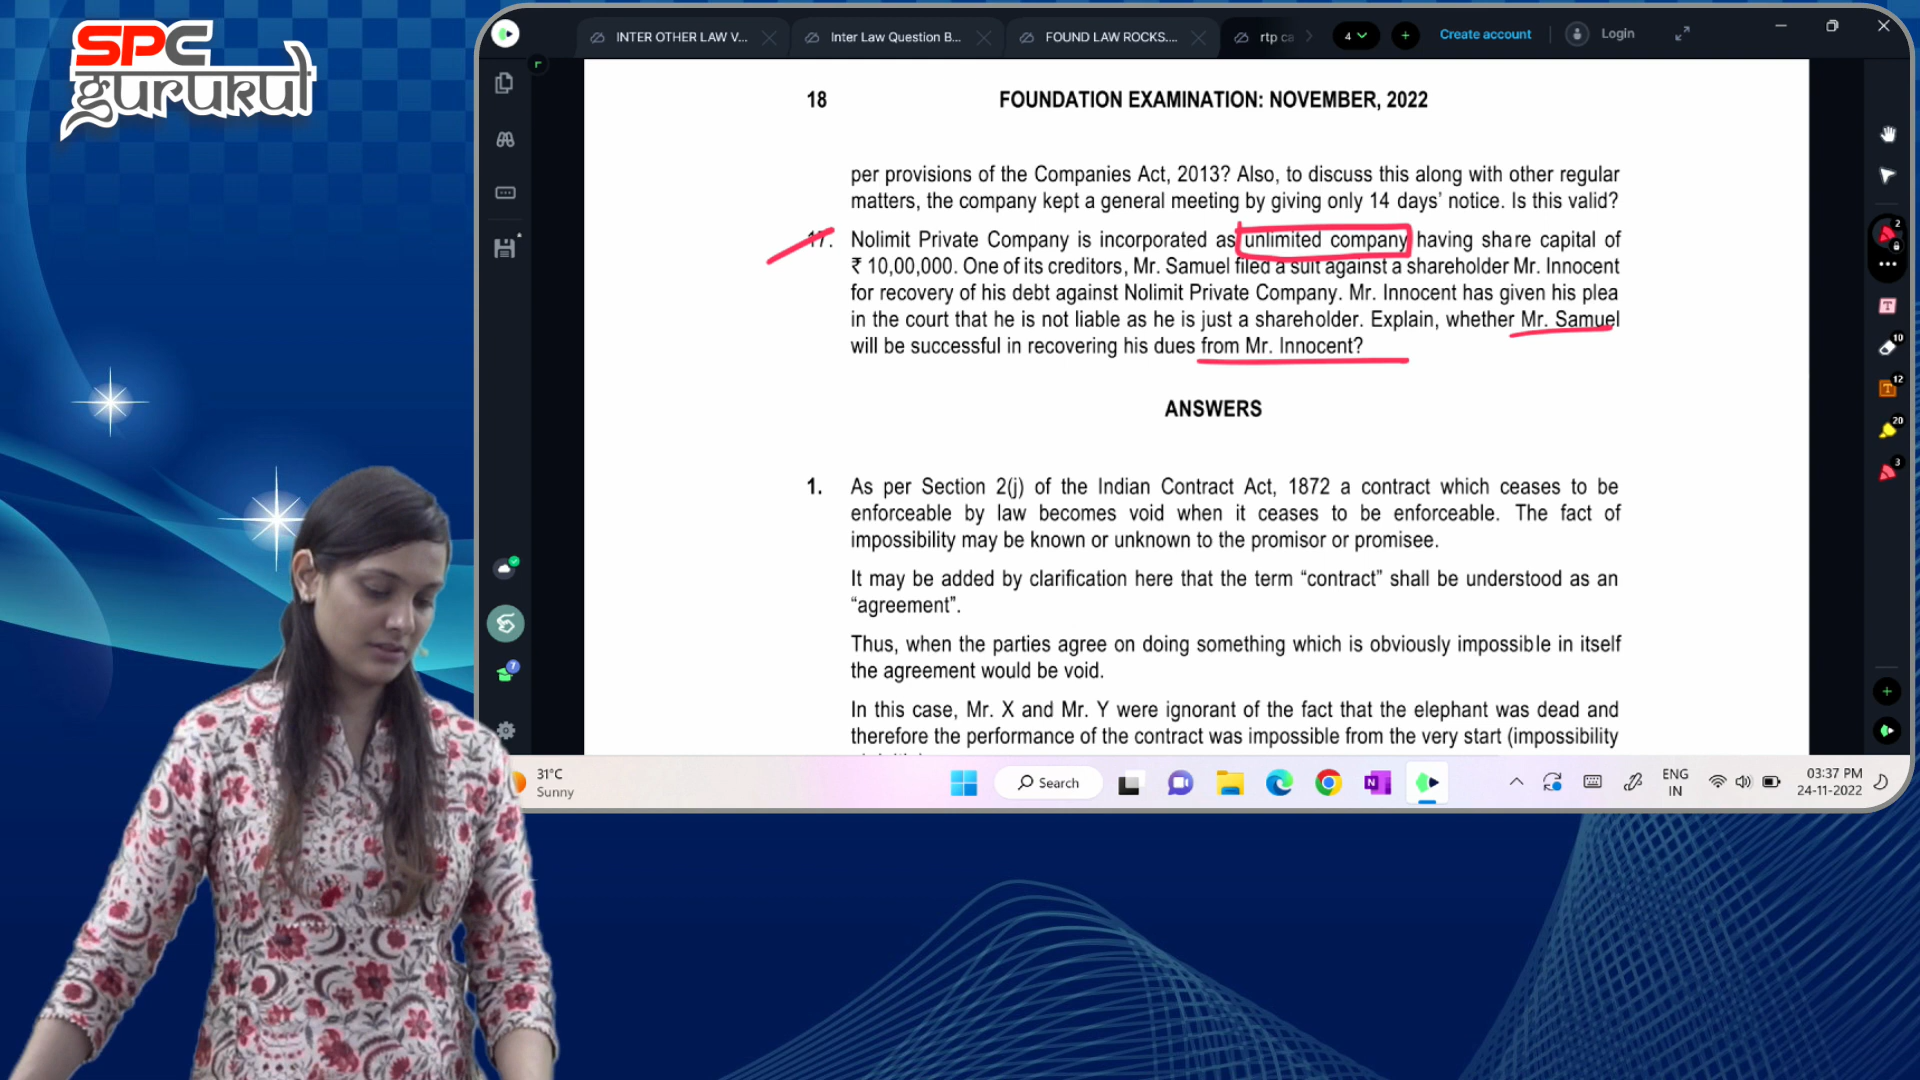 SPC
gurukul
INTER OTHER LAW V...
Inter Law Question B...
FOUND LAW ROCKS....
rtp ca
4
Create account
Login
18
FOUNDATION EXAMINATION: NOVEMBER, 2022
per provisions of the Companies Act, 2013? Also, to discuss this along with other regular
matters, the company kept a general meeting by giving only 14 days' notice. Is this valid?
17. Nolimit Private Company is incorporated as unlimited company having share capital of
₹ 10,00,000. One of its creditors, Mr. Samuel filed a suit against a shareholder Mr. Innocent
for recovery of his debt against Nolimit Private Company. Mr. Innocent has given his plea
in the court that he is not liable as he is just a shareholder. Explain, whether Mr. Samuel
will be successful in recovering his dues from Mr. Innocent?
ANSWERS
1. As per Section 2(j) of the Indian Contract Act, 1872 a contract which ceases to be
enforceable by law becomes void when it ceases to be enforceable. The fact of
impossibility may be known or unknown to the promisor or promisee.
It may be added by clarification here that the term “contract” shall be understood as an
“agreement”.
Thus, when the parties agree on doing something which is obviously impossible in itself
the agreement would be void.
In this case, Mr. X and Mr. Y were ignorant of the fact that the elephant was dead and
therefore the performance of the contract was impossible from the very start (impossibility
2
10
12
20
3
7
31°C
Sunny
Search
ENG
IN
03:37 PM
24-11-2022